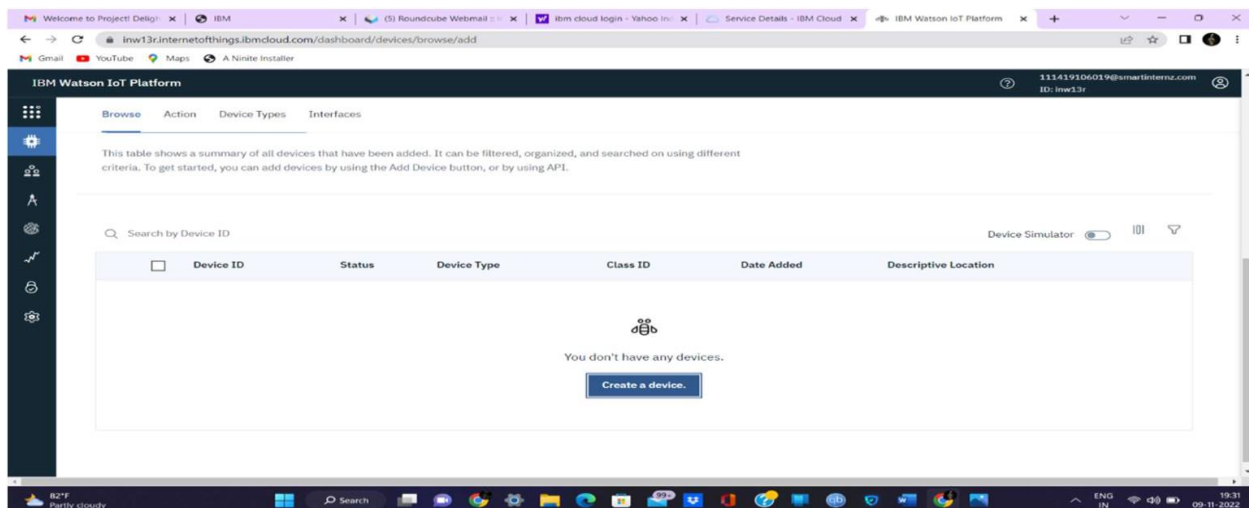 Welcome to Project! Deligh
IBM
(5) Roundcube Webmail ::
ibm cloud login - Yahoo Ind
Service Details - IBM Cloud
IBM Watson IoT Platform
inw13r.internetofthings.ibmcloud.com/dashboard/devices/browse/add
Gmail YouTube Maps A Ninite Installer
IBM Watson IoT Platform
111419106019@smartinternz.com
ID: inw13r
Browse Action Device Types Interfaces
This table shows a summary of all devices that have been added. It can be filtered, organized, and searched on using different
criteria. To get started, you can add devices by using the Add Device button, or by using API.
Search by Device ID
Device Simulator
Device ID Status Device Type Class ID Date Added Descriptive Location
You don't have any devices.
Create a device.
82°F
Partly cloudy
Search
99+
ENG
IN
19:31
09-11-2022